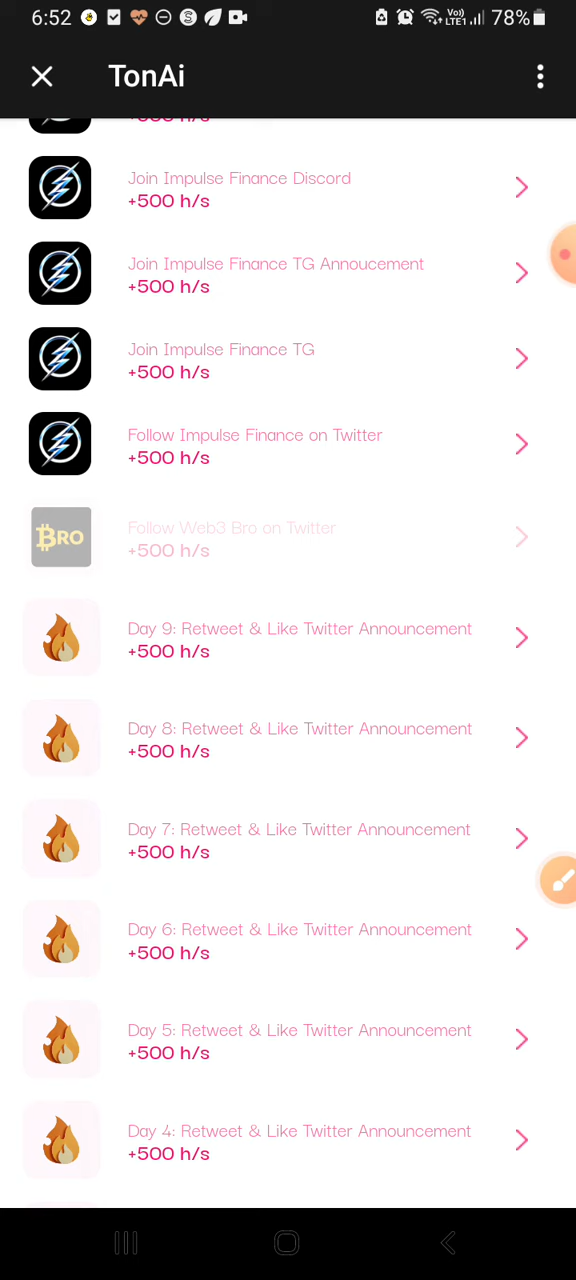 6:52
Vo))
LTE1
78%
TonAi
+500 h/s
Join Impulse Finance Discord
+500 h/s
Join Impulse Finance TG Annoucement
+500 h/s
Join Impulse Finance TG
+500 h/s
Follow Impulse Finance on Twitter
+500 h/s
BRO
Follow Web3 Bro on Twitter
+500 h/s
Day 9: Retweet & Like Twitter Announcement
+500 h/s
Day 8: Retweet & Like Twitter Announcement
+500 h/s
Day 7: Retweet & Like Twitter Announcement
+500 h/s
Day 6: Retweet & Like Twitter Announcement
+500 h/s
Day 5: Retweet & Like Twitter Announcement
+500 h/s
Day 4: Retweet & Like Twitter Announcement
+500 h/s